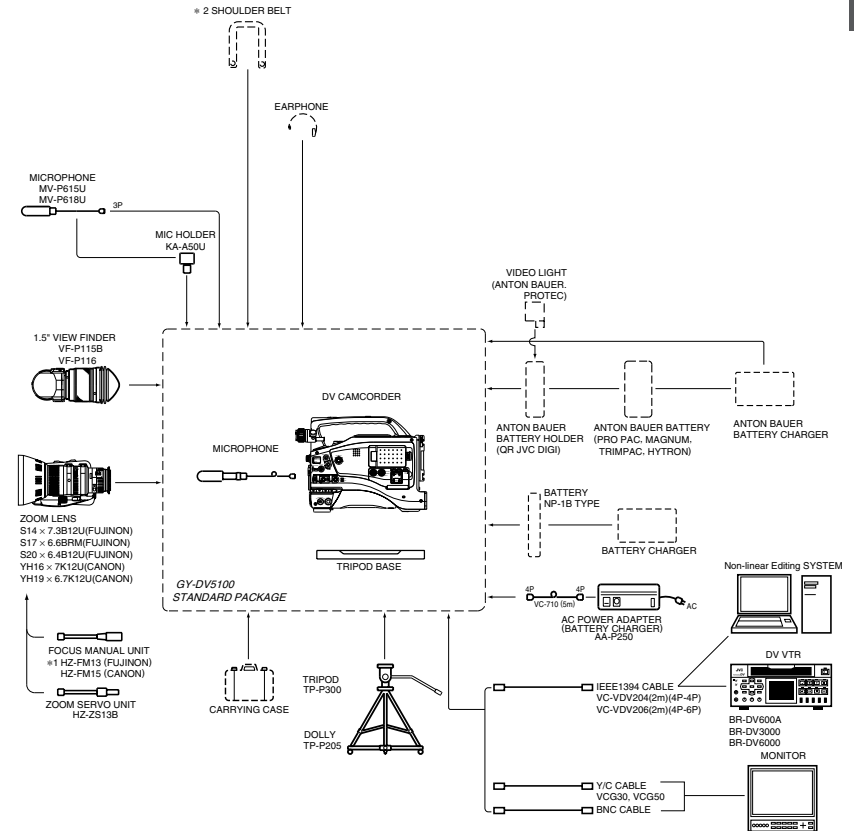 ∗ 2 SHOULDER BELT
EARPHONE
MICROPHONE
MV-P615U
MV-P618U
3P
MIC HOLDER
KA-A50U
VIDEO LIGHT
(ANTON BAUER.
PROTEC)
1.5" VIEW FINDER
VF-P115B
VF-P116
DV CAMCORDER
MICROPHONE
ANTON BAUER
BATTERY HOLDER
(QR JVC DIGI)
ANTON BAUER BATTERY
(PRO PAC, MAGNUM,
TRIMPAC, HYTRON)
ANTON BAUER
BATTERY CHARGER
ZOOM LENS
S14 × 7.3B12U(FUJINON)
S17 × 6.6BRM(FUJINON)
S20 × 6.4B12U(FUJINON)
YH16 × 7K12U(CANON)
YH19 × 6.7K12U(CANON)
BATTERY
NP-1B TYPE
BATTERY CHARGER
TRIPOD BASE
GY-DV5100
STANDARD PACKAGE
4P
4P
VC-710 (5m)
AC
AC POWER ADAPTER
(BATTERY CHARGER)
AA-P250
Non-linear Editing SYSTEM
FOCUS MANUAL UNIT
∗1 HZ-FM13 (FUJINON)
HZ-FM15 (CANON)
ZOOM SERVO UNIT
HZ-ZS13B
CARRYING CASE
TRIPOD
TP-P300
DOLLY
TP-P205
IEEE1394 CABLE
VC-VDV204(2m)(4P-4P)
VC-VDV206(2m)(4P-6P)
DV VTR
BR-DV600A
BR-DV3000
BR-DV6000
MONITOR
Y/C CABLE
VCG30, VCG50
BNC CABLE